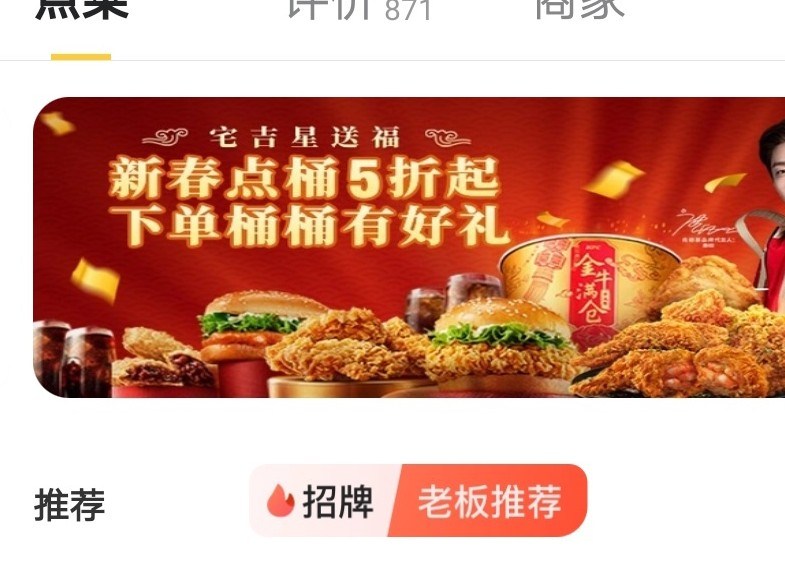 点菜
评价 871
商家
宅吉星送福
新春点桶5折起
下单桶桶有好礼
金牛满仓
推荐
招牌
老板推荐